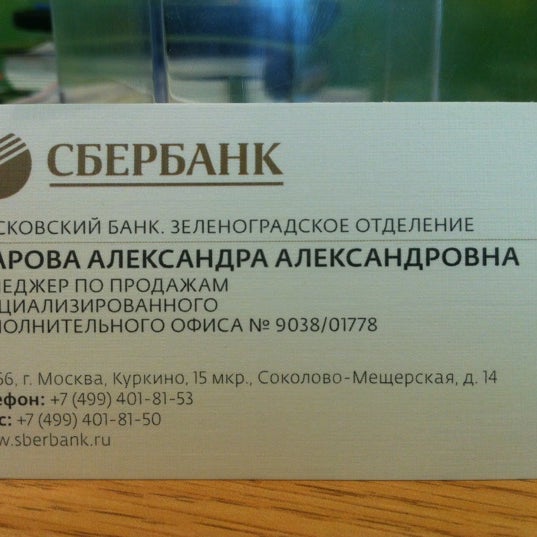 СБЕРБАНК
СКОВСКИЙ БАНК. ЗЕЛЕНОГРАДСКОЕ ОТДЕЛЕНИЕ
АРОВА АЛЕКСАНДРА АЛЕКСАНДРОВНА
ЕДЖЕР ПО ПРОДАЖАМ
ЦИАЛИЗИРОВАННОГО
ПОЛНИТЕЛЬНОГО ОФИСА № 9038/01778
66, г. Москва, Куркино, 15 мкр., Соколово-Мещерская, д. 14
ефон: +7 (499) 401-81-53
с: +7 (499) 401-81-50
w.sberbank.ru